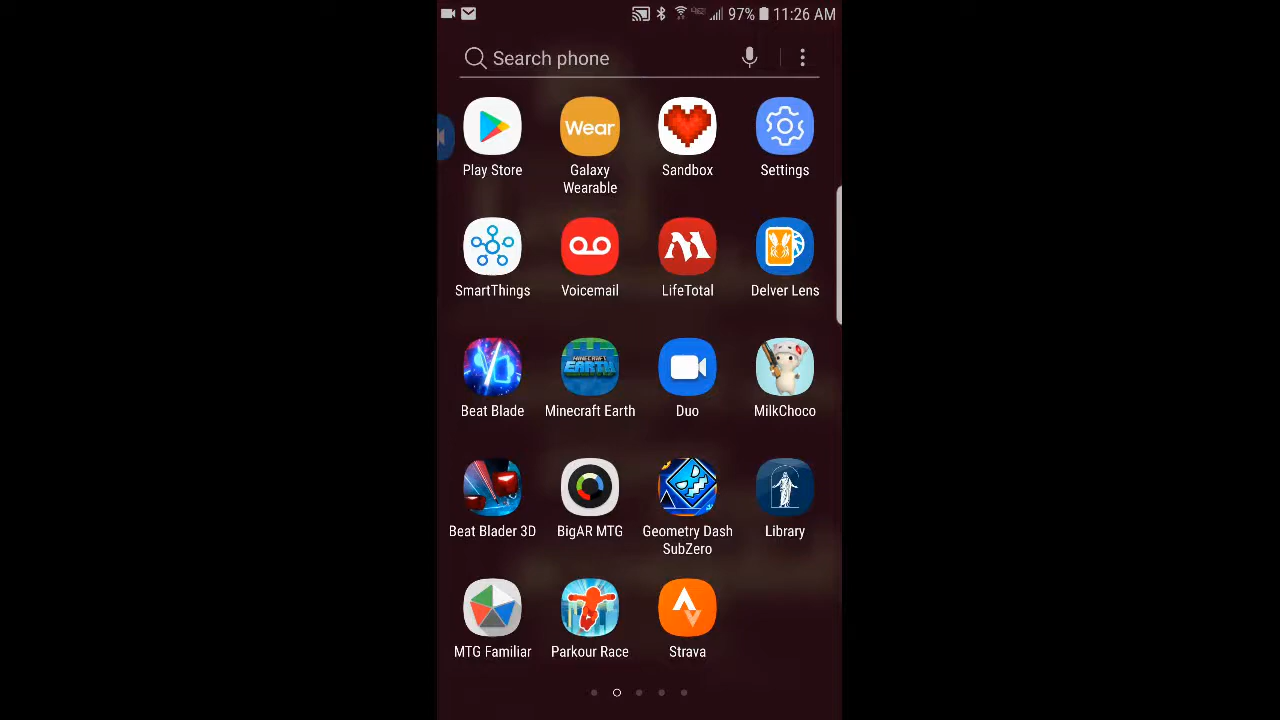 97% 11:26 AM
Search phone
Wear
Play Store
Galaxy
Wearable
Sandbox
Settings
SmartThings
Voicemail
LifeTotal
Delver Lens
MINECRAFT
EARTH
Beat Blade
Minecraft Earth
Duo
MilkChoco
Beat Blader 3D
BigAR MTG
Geometry Dash
SubZero
Library
MTG Familiar
Parkour Race
Strava